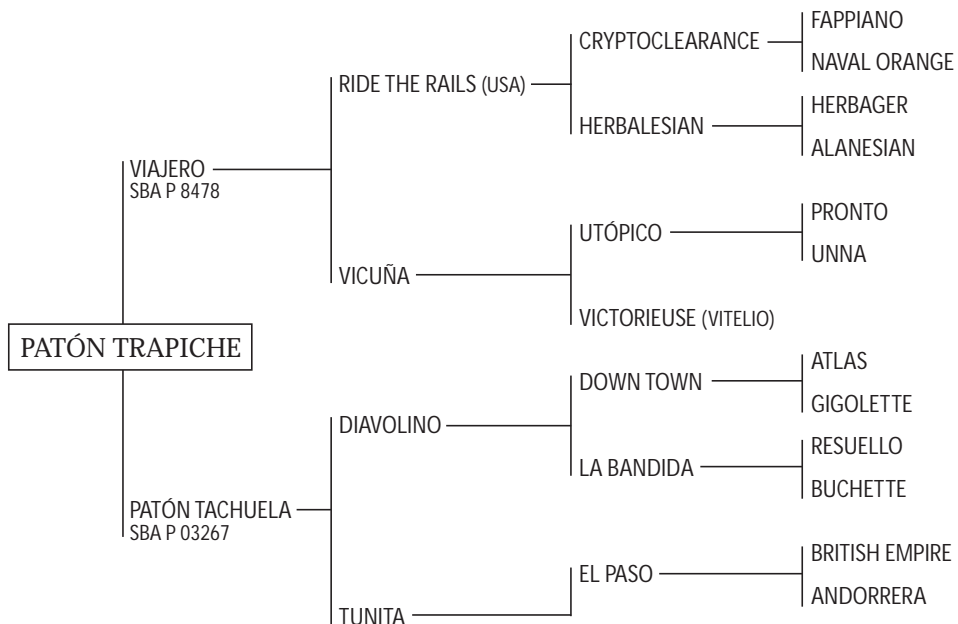 FAPPIANO
CRYPTOCLEARANCE
NAVAL ORANGE
RIDE THE RAILS (USA)
HERBAGER
HERBALESIAN
ALANESIAN
VIAJERO
SBA P 8478
PRONTO
UTÓPICO
UNNA
VICUÑA
VICTORIEUSE (VITELIO)
PATÓN TRAPICHE
ATLAS
DOWN TOWN
GIGOLETTE
DIAVOLINO
RESUELLO
LA BANDIDA
BUCHETTE
PATÓN TACHUELA
SBA P 03267
BRITISH EMPIRE
EL PASO
ANDORRERA
TUNITA